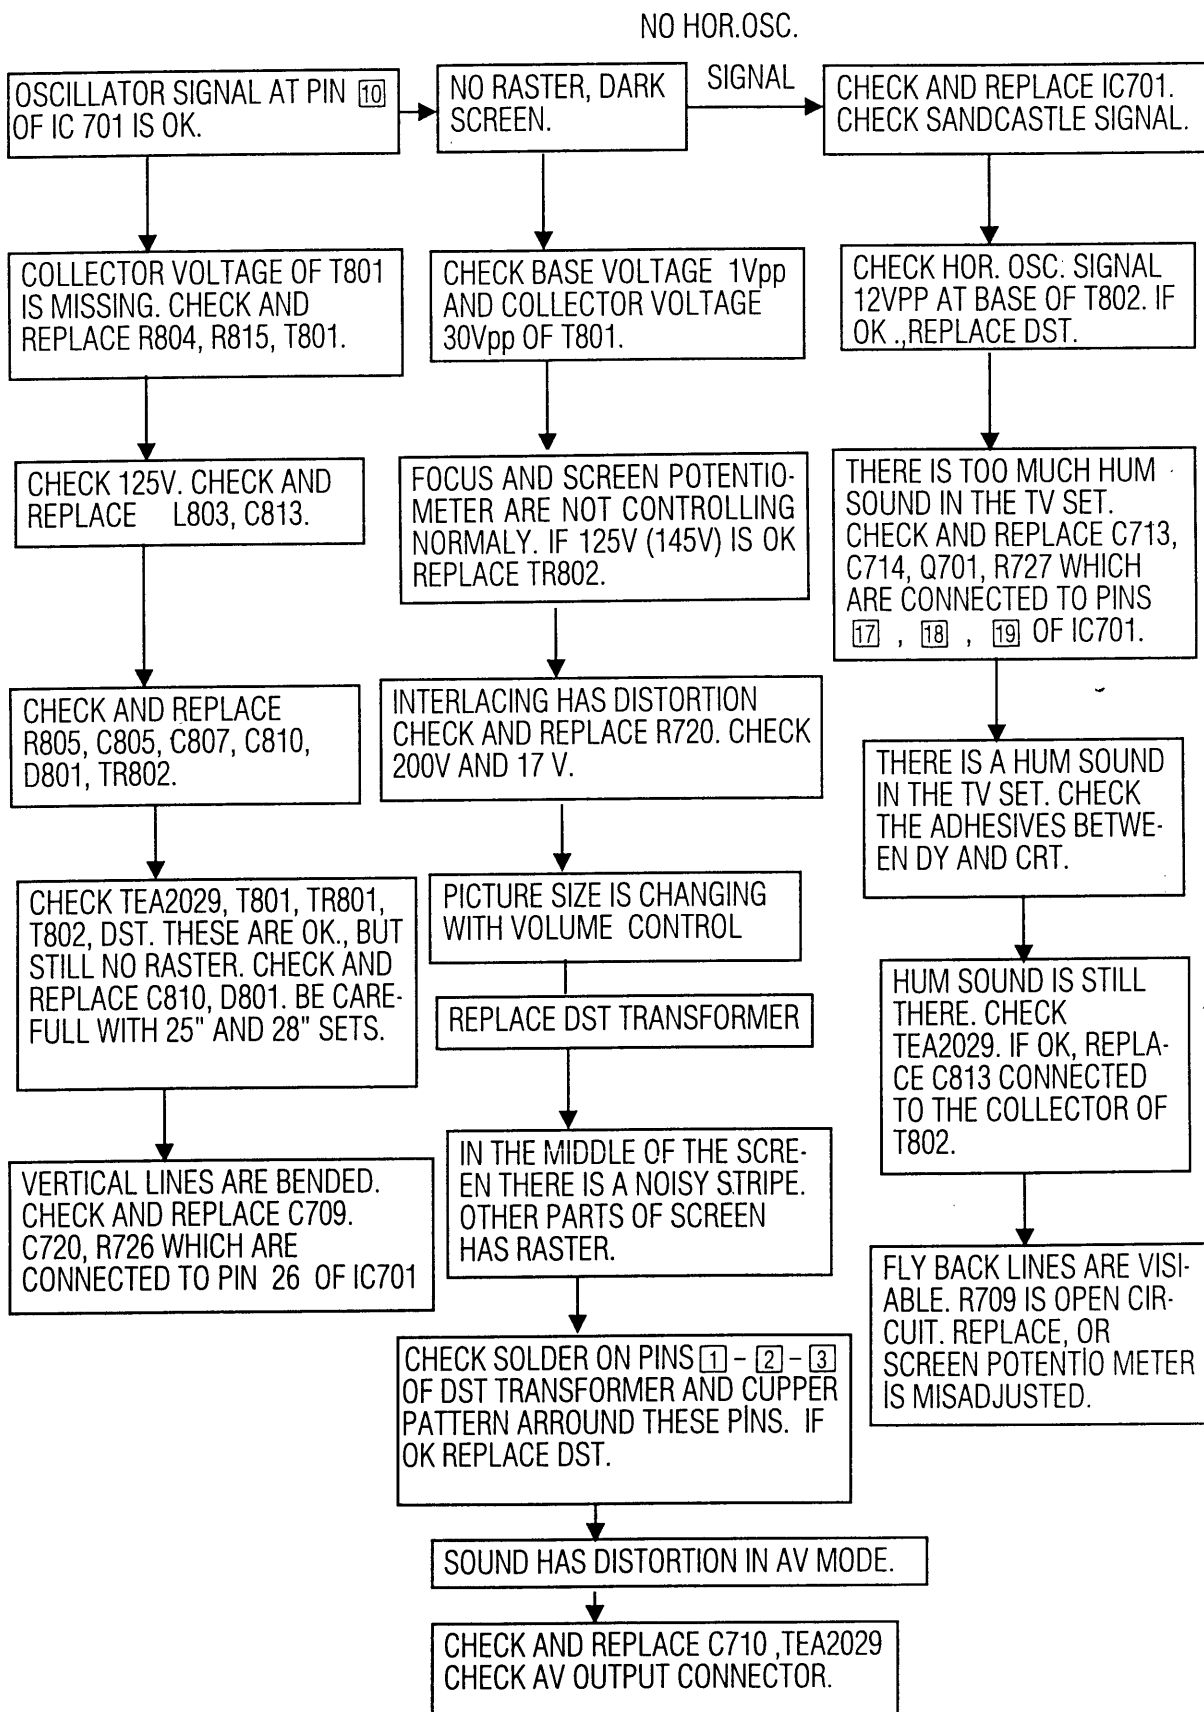 NO HOR.OSC.
SIGNAL
OSCILLATOR SIGNAL AT PIN 10
OF IC 701 IS OK.
NO RASTER, DARK
SCREEN.
CHECK AND REPLACE IC701.
CHECK SANDCASTLE SIGNAL.
COLLECTOR VOLTAGE OF T801
IS MISSING. CHECK AND
REPLACE R804, R815, T801.
CHECK BASE VOLTAGE 1Vpp
AND COLLECTOR VOLTAGE
30Vpp OF T801.
CHECK HOR. OSC. SIGNAL
12VPP AT BASE OF T802. IF
OK .,REPLACE DST.
CHECK 125V. CHECK AND
REPLACE L803, C813.
FOCUS AND SCREEN POTENTIO-
METER ARE NOT CONTROLLING
NORMALY. IF 125V (145V) IS OK
REPLACE TR802.
THERE IS TOO MUCH HUM
SOUND IN THE TV SET.
CHECK AND REPLACE C713,
C714, Q701, R727 WHICH
ARE CONNECTED TO PINS
17 , 18 , 19 OF IC701.
CHECK AND REPLACE
R805, C805, C807, C810,
D801, TR802.
INTERLACING HAS DISTORTION
CHECK AND REPLACE R720. CHECK
200V AND 17 V.
THERE IS A HUM SOUND
IN THE TV SET. CHECK
THE ADHESIVES BETWE-
EN DY AND CRT.
CHECK TEA2029, T801, TR801,
T802, DST. THESE ARE OK., BUT
STILL NO RASTER. CHECK AND
REPLACE C810, D801. BE CARE-
FULL WITH 25" AND 28" SETS.
PICTURE SIZE IS CHANGING
WITH VOLUME CONTROL
REPLACE DST TRANSFORMER
HUM SOUND IS STILL
THERE. CHECK
TEA2029. IF OK, REPLA-
CE C813 CONNECTED
TO THE COLLECTOR OF
T802.
VERTICAL LINES ARE BENDED.
CHECK AND REPLACE C709.
C720, R726 WHICH ARE
CONNECTED TO PIN 26 OF IC701
IN THE MIDDLE OF THE SCRE-
EN THERE IS A NOISY STRIPE.
OTHER PARTS OF SCREEN
HAS RASTER.
FLY BACK LINES ARE VISI-
ABLE. R709 IS OPEN CIR-
CUIT. REPLACE, OR
SCREEN POTENTİO METER
İS MISADJUSTED.
CHECK SOLDER ON PINS 1 – 2 – 3
OF DST TRANSFORMER AND CUPPER
PATTERN ARROUND THESE PİNS. IF
OK REPLACE DST.
SOUND HAS DISTORTION IN AV MODE.
CHECK AND REPLACE C710 ,TEA2029
CHECK AV OUTPUT CONNECTOR.